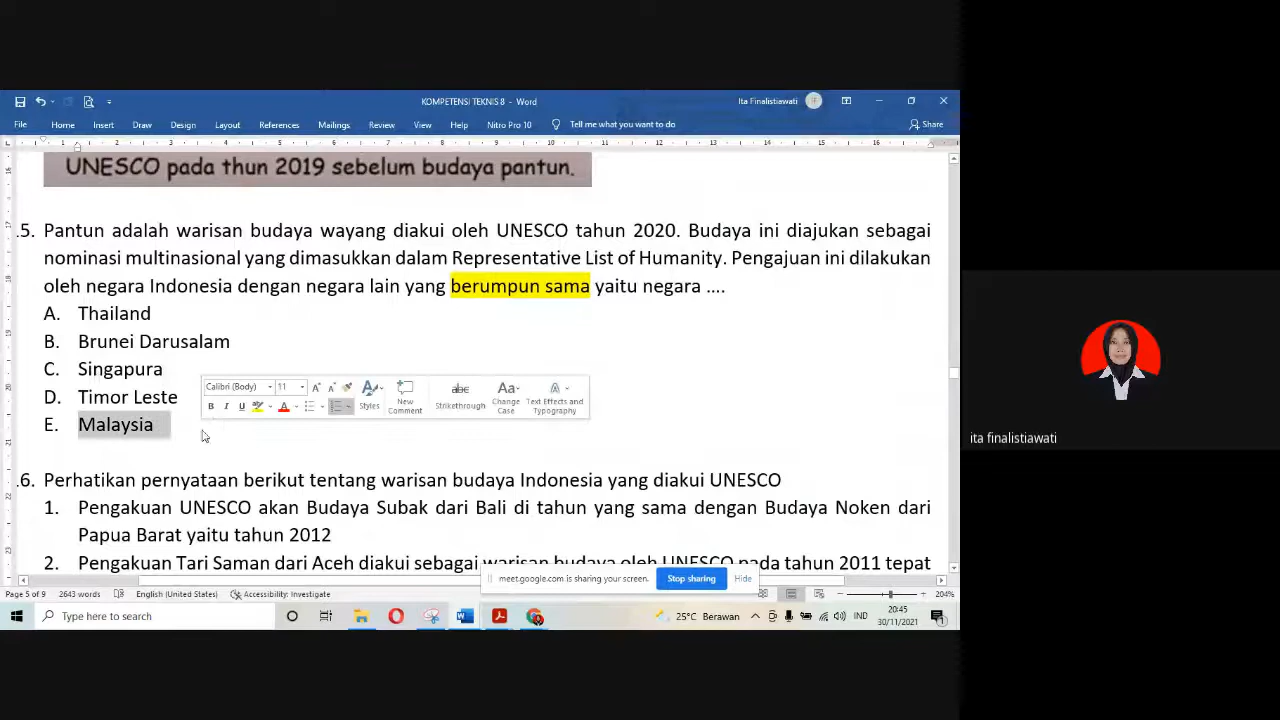 KOMPETENSI TEKNIS 8 - Word
Ita Finalistiawati
File Home Insert Draw Design Layout References Mailings Review View Help Nitro Pro 10 Tell me what you want to do Share
UNESCO pada thun 2019 sebelum budaya pantun.
.5. Pantun adalah warisan budaya wayang diakui oleh UNESCO tahun 2020. Budaya ini diajukan sebagai
nominasi multinasional yang dimasukkan dalam Representative List of Humanity. Pengajuan ini dilakukan
oleh negara Indonesia dengan negara lain yang berumpun sama yaitu negara ....
A. Thailand
B. Brunei Darusalam
C. Singapura
D. Timor Leste
E. Malaysia
Calibri (Body) 11
Styles New Comment Strikethrough Change Case Text Effects and Typography
.6. Perhatikan pernyataan berikut tentang warisan budaya Indonesia yang diakui UNESCO
1. Pengakuan UNESCO akan Budaya Subak dari Bali di tahun yang sama dengan Budaya Noken dari
Papua Barat yaitu tahun 2012
2. Pengakuan Tari Saman dari Aceh diakui sebagai warisan budaya oleh UNESCO pada tahun 2011 tepat
meet.google.com is sharing your screen. Stop sharing Hide
Page 5 of 9 2643 words English (United States) Accessibility: Investigate 204%
Type here to search
25°C Berawan IND
20:45
30/11/2021
ita finalistiawati